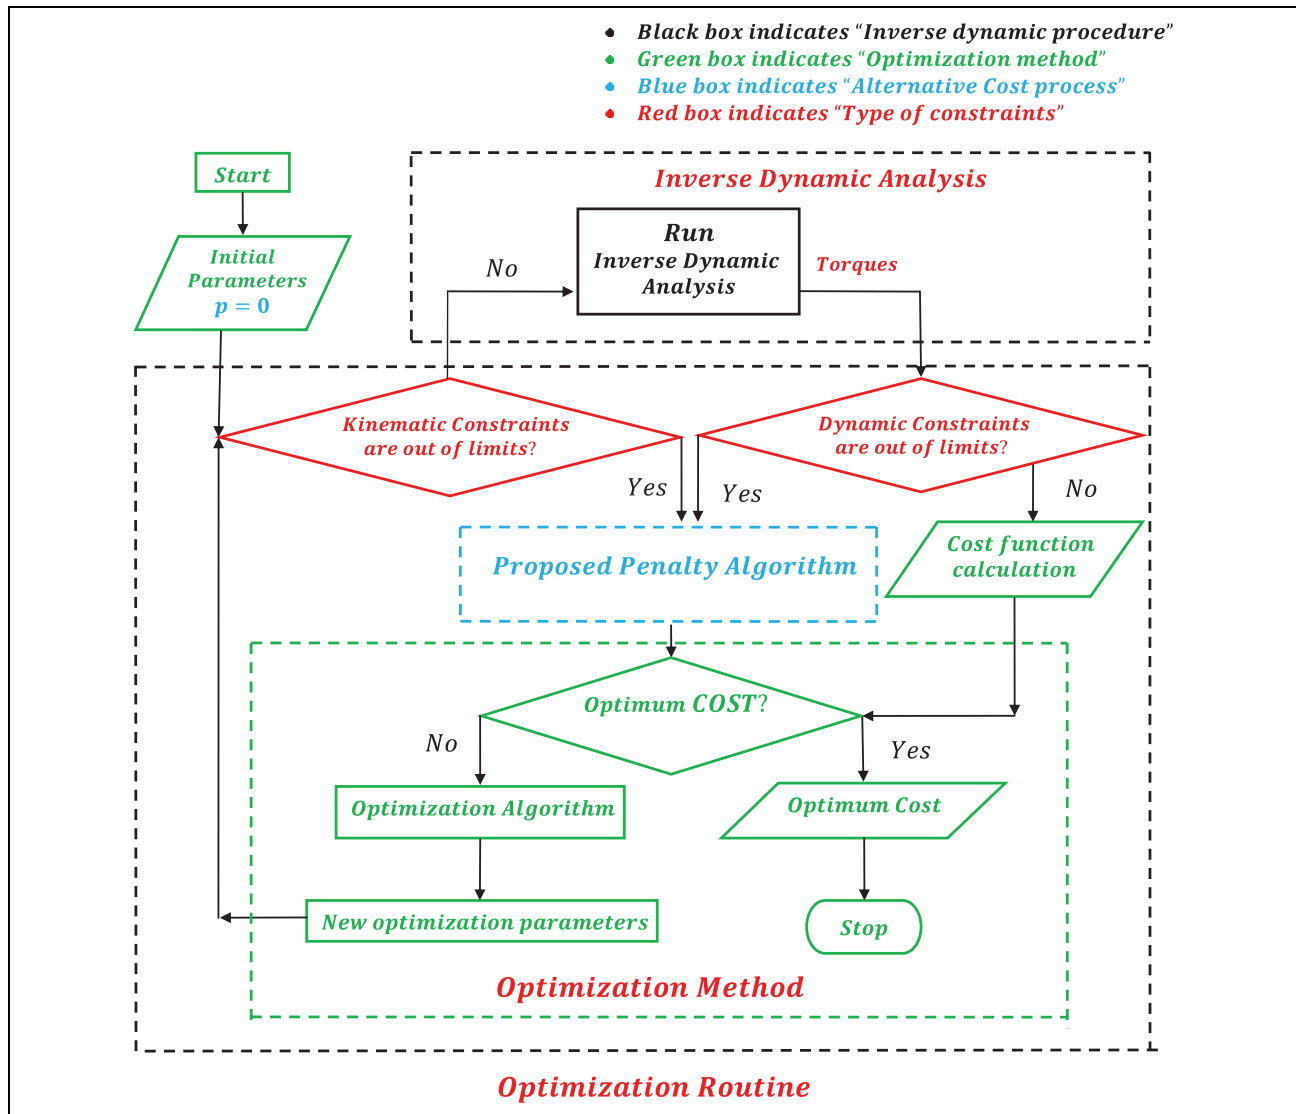 • Black box indicates “Inverse dynamic procedure”
• Green box indicates “Optimization method”
• Blue box indicates “Alternative Cost process”
• Red box indicates “Type of constraints”
Start
Inverse Dynamic Analysis
Initial
Parameters
p = 0
No
Run
Inverse Dynamic
Analysis
Torques
Kinematic Constraints
are out of limits?
Dynamic Constraints
are out of limits?
Yes
Yes
No
Proposed Penalty Algorithm
Cost function
calculation
Optimum COST?
No
Yes
Optimization Algorithm
Optimum Cost
New optimization parameters
Stop
Optimization Method
Optimization Routine